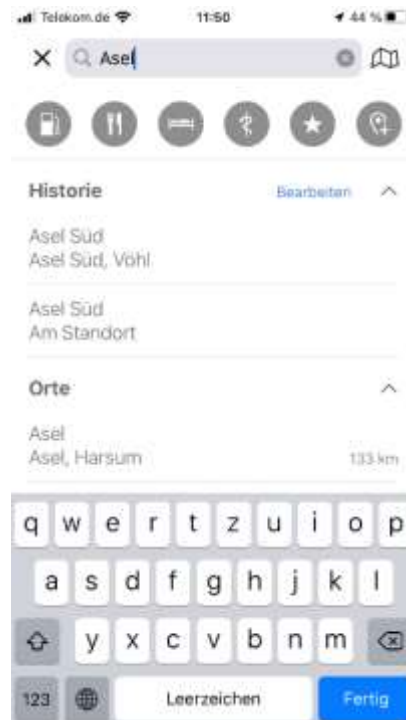 Telekom.de 11:50 44 %
Asel
Historie Bearbeiten
Asel Süd
Asel Süd, Vöhl
Asel Süd
Am Standort
Orte
Asel
Asel, Harsum 133 km
q w e r t z u i o p
a s d f g h j k l
y x c v b n m
123 Leerzeichen Fertig